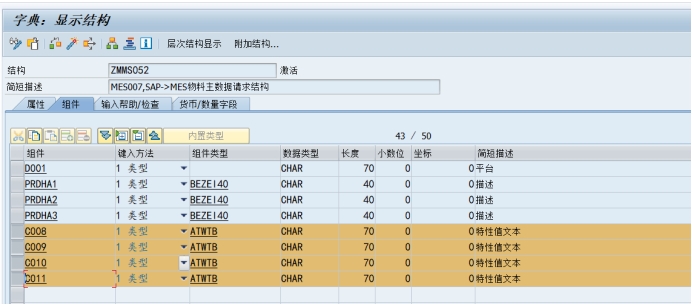 字典：显示结构
层次结构显示 附加结构...
结构 ZMMS052 激活
简短描述 MES007,SAP->MES物料主数据请求结构
属性 组件 输入帮助/检查 货币/数量字段
内置类型 43 / 50
组件 键入方法 组件类型 数据类型 长度 小数位 坐标 简短描述
D001 1 类型 CHAR 70 0 0 平台
PRDHA1 1 类型 BEZEI40 CHAR 40 0 0 描述
PRDHA2 1 类型 BEZEI40 CHAR 40 0 0 描述
PRDHA3 1 类型 BEZEI40 CHAR 40 0 0 描述
C008 1 类型 ATWTB CHAR 70 0 0 特性值文本
C009 1 类型 ATWTB CHAR 70 0 0 特性值文本
C010 1 类型 ATWTB CHAR 70 0 0 特性值文本
C011 1 类型 ATWTB CHAR 70 0 0 特性值文本